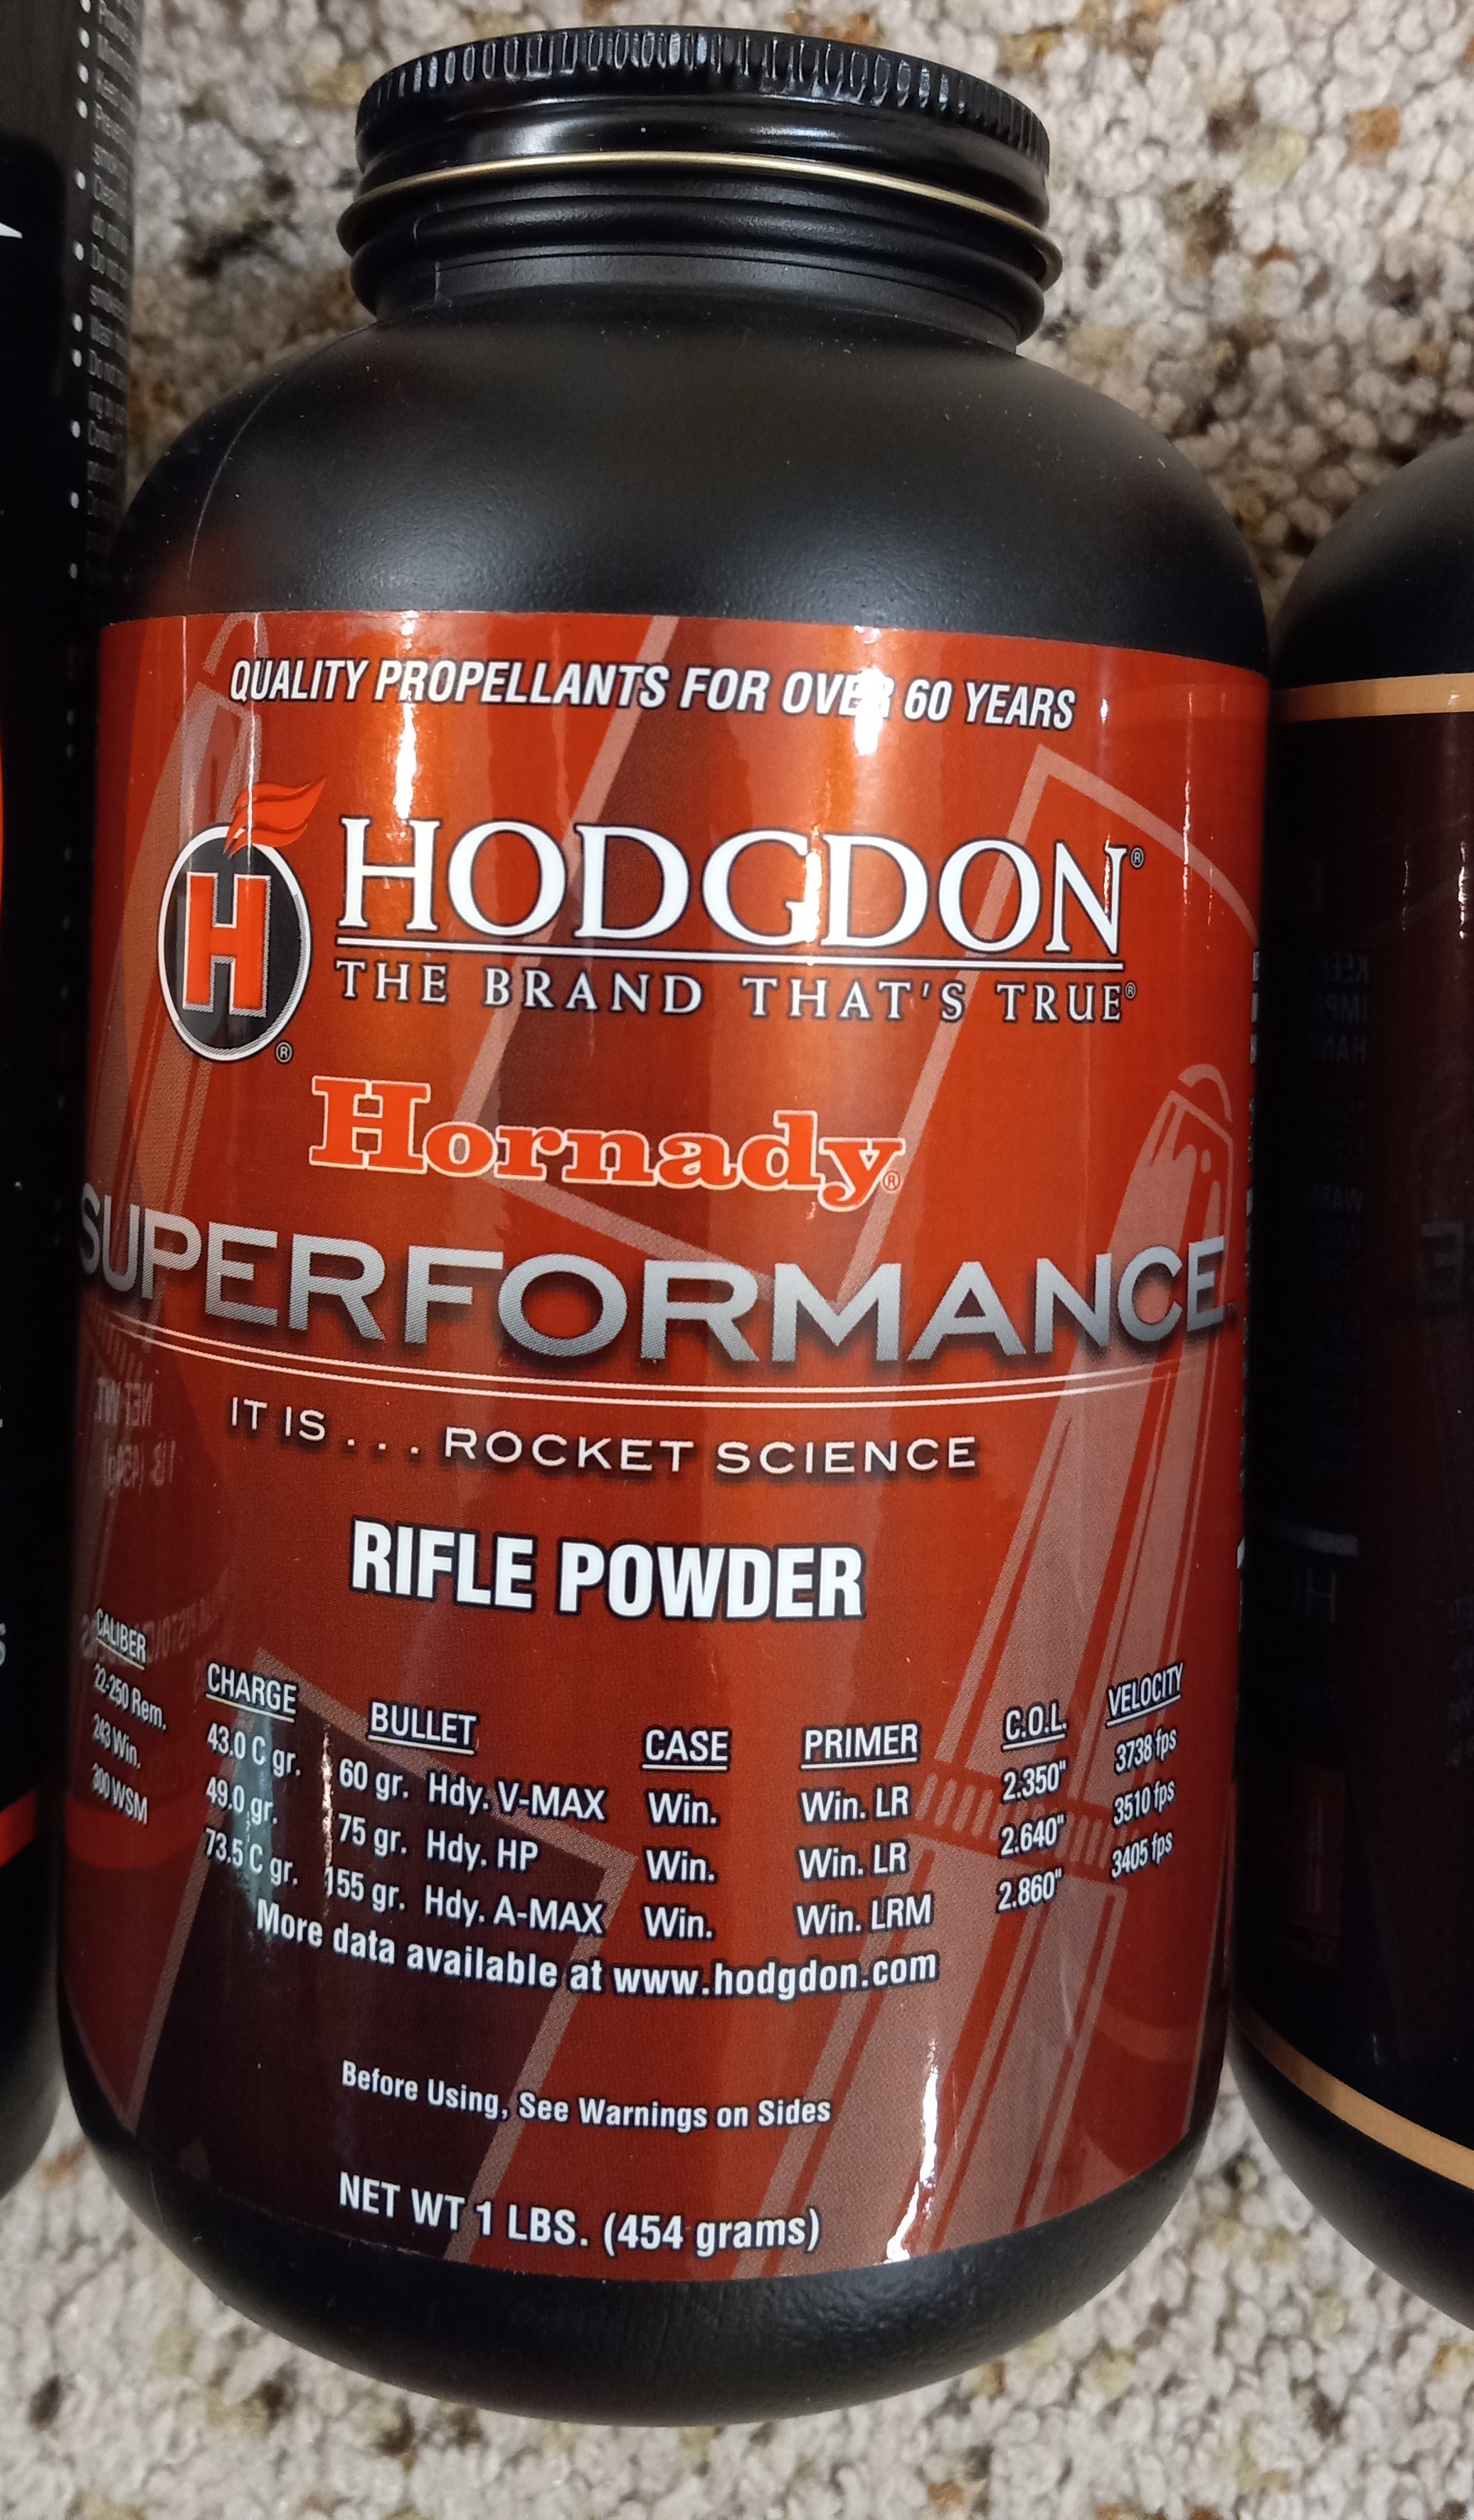 QUALITY PROPELLANTS FOR OVER 60 YEARS
H ®
HODGDON®
THE BRAND THAT'S TRUE®
Hornady®
SUPERFORMANCE
IT IS . . . ROCKET SCIENCE
RIFLE POWDER
CALIBER CHARGE BULLET CASE PRIMER C.O.L. VELOCITY
22-250 Rem. 43.0 C gr. 60 gr. Hdy. V-MAX Win. Win. LR 2.350" 3738 fps
243 Win. 49.0 gr. 75 gr. Hdy. HP Win. Win. LR 2.640" 3510 fps
300 WSM 73.5 C gr. 155 gr. Hdy. A-MAX Win. Win. LRM 2.860" 3405 fps
More data available at www.hodgdon.com
Before Using, See Warnings on Sides
NET WT 1 LBS. (454 grams)